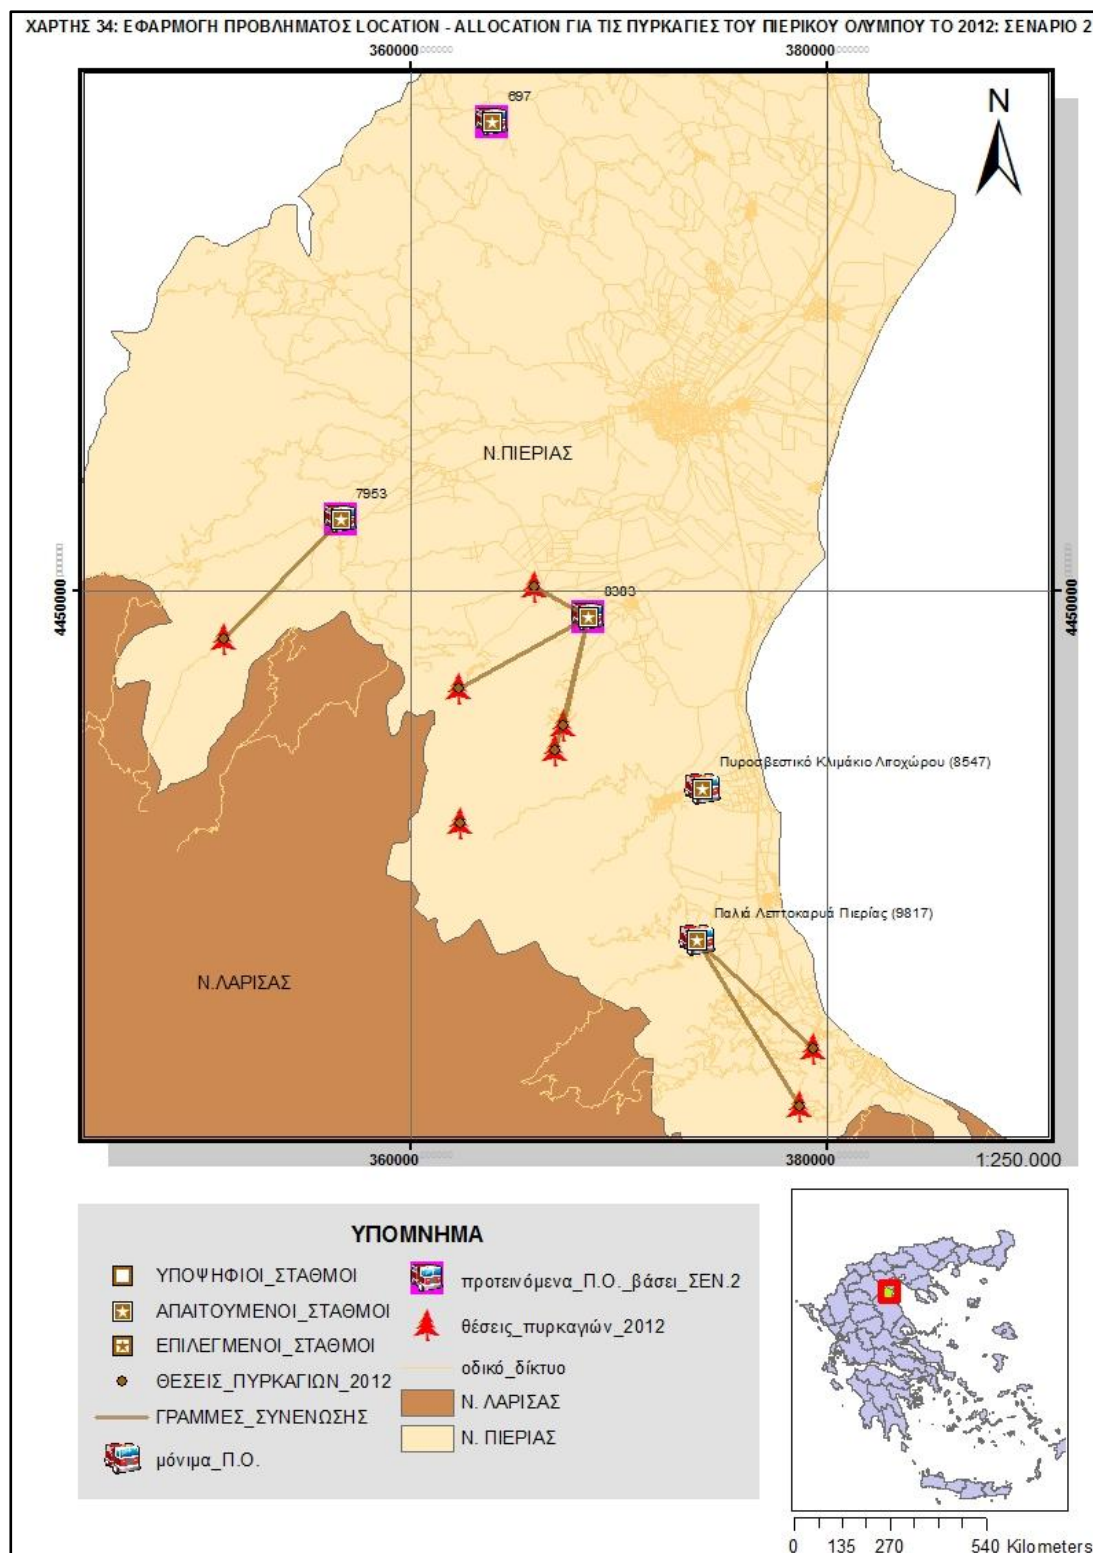 ΧΑΡΤΗΣ 34: ΕΦΑΡΜΟΓΗ ΠΡΟΒΛΗΜΑΤΟΣ LOCATION - ALLOCATION ΓΙΑ ΤΙΣ ΠΥΡΚΑΓΙΕΣ ΤΟΥ ΠΙΕΡΙΚΟΥ ΟΛΥΜΠΟΥ ΤΟ 2012: ΣΕΝΑΡΙΟ 2
360000
380000
697
N
Ν.ΠΙΕΡΙΑΣ
7953
4450000
8383
4450000
Πυροσβεστικό Κλιμάκιο Λιτοχώρου (8547)
Παλιά Λεπτοκαρυά Πιερίας (9817)
Ν.ΛΑΡΙΣΑΣ
360000
380000
1:250.000
ΥΠΟΜΝΗΜΑ
ΥΠΟΨΗΦΙΟΙ_ΣΤΑΘΜΟΙ
ΑΠΑΙΤΟΥΜΕΝΟΙ_ΣΤΑΘΜΟΙ
ΕΠΙΛΕΓΜΕΝΟΙ_ΣΤΑΘΜΟΙ
ΘΕΣΕΙΣ_ΠΥΡΚΑΓΙΩΝ_2012
ΓΡΑΜΜΕΣ_ΣΥΝΕΝΩΣΗΣ
μόνιμα_Π.Ο.
προτεινόμενα_Π.Ο._βάσει_ΣΕΝ.2
θέσεις_πυρκαγιών_2012
οδικό_δίκτυο
Ν. ΛΑΡΙΣΑΣ
Ν. ΠΙΕΡΙΑΣ
0 135 270 540 Kilometers